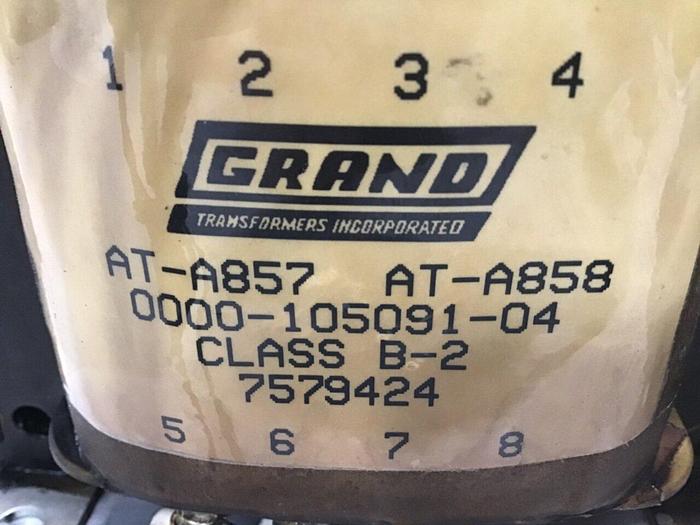 1 2 3 4
GRAND
TRANSFORMERS INCORPORATED
AT-A857 AT-A858
0000-105091-04
CLASS B-2
7579424
5 6 7 8